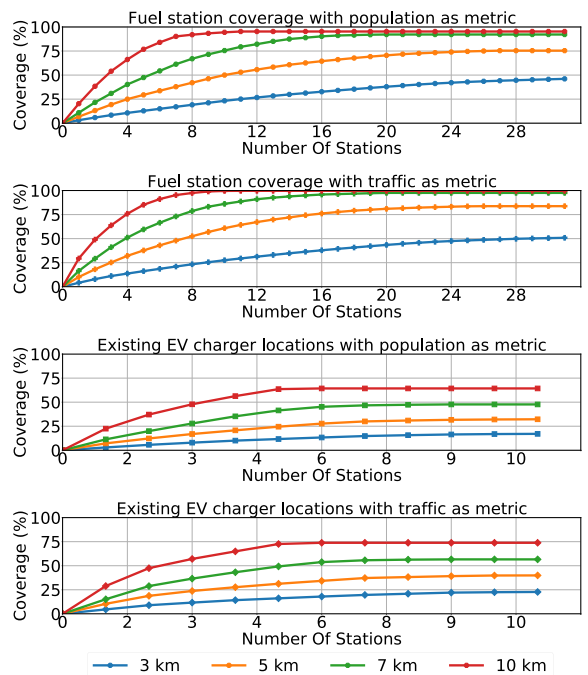 Fuel station coverage with population as metric
Coverage (%)
100
75
50
25
0
0 4 8 12 16 20 24 28
Number Of Stations
Fuel station coverage with traffic as metric
Coverage (%)
100
75
50
25
0
0 4 8 12 16 20 24 28
Number Of Stations
Existing EV charger locations with population as metric
Coverage (%)
100
75
50
25
0
0 2 3 4 6 8 9 10
Number Of Stations
Existing EV charger locations with traffic as metric
Coverage (%)
100
75
50
25
0
0 2 3 4 6 8 9 10
Number Of Stations
3 km 5 km 7 km 10 km